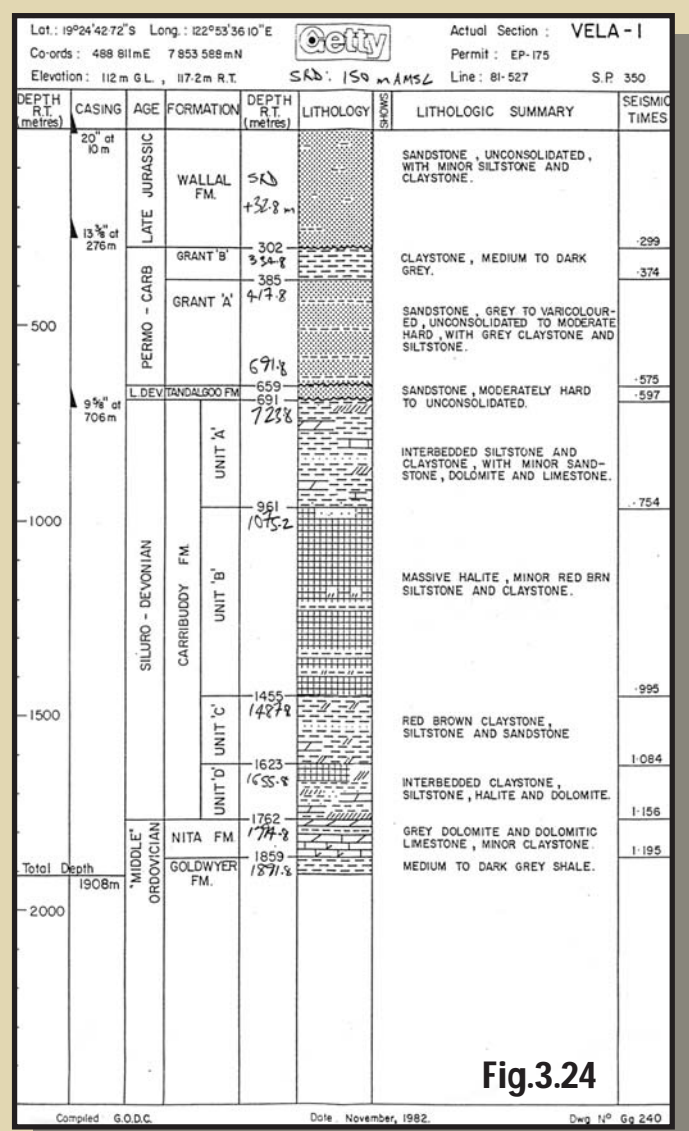 Lat.: 19°24'42·72"S Long.: 122°53'36·10"E
Co-ords : 488 811mE 7 853 588mN
Elevation : 112 m G.L. , 117·2m R.T.
Getty
SRD: 150 m AMSL
Actual Section : VELA-1
Permit : EP-175
Line : 81-527 S.P. 350
DEPTH R.T. (metres)
CASING
AGE
FORMATION
DEPTH R.T. (metres)
LITHOLOGY
SHOWS
LITHOLOGIC SUMMARY
SEISMIC TIMES
20" at
10m
LATE JURASSIC
WALLAL
FM.
SRD
+32.8 m
SANDSTONE , UNCONSOLIDATED ,
WITH MINOR SILTSTONE AND
CLAYSTONE.
13 3/8" at
276m
302
334.8
·299
PERMO - CARB
GRANT 'B'
CLAYSTONE , MEDIUM TO DARK
GREY.
385
417.8
·374
GRANT 'A'
500
SANDSTONE , GREY TO VARICOLOUR-
ED , UNCONSOLIDATED TO MODERATE
HARD , WITH GREY CLAYSTONE AND
SILTSTONE.
691.8
659
·575
L. DEV
TANDALGOO FM
SANDSTONE , MODERATELY HARD
TO UNCONSOLIDATED.
691
723.8
·597
9 5/8" at
706m
SILURO - DEVONIAN
CARRIBUDDY FM.
UNIT 'A'
INTERBEDDED SILTSTONE AND
CLAYSTONE , WITH MINOR SAND-
STONE , DOLOMITE AND LIMESTONE.
961
1075.2
·754
1000
UNIT 'B'
MASSIVE HALITE , MINOR RED BRN
SILTSTONE AND CLAYSTONE.
1455
1487.8
·995
1500
UNIT 'C'
RED BROWN CLAYSTONE ,
SILTSTONE AND SANDSTONE
1623
1655.8
1·084
UNIT 'D'
INTERBEDDED CLAYSTONE ,
SILTSTONE , HALITE AND DOLOMITE.
1762
1794.8
1·156
'MIDDLE' ORDOVICIAN
NITA FM.
GREY DOLOMITE AND DOLOMITIC
LIMESTONE , MINOR CLAYSTONE.
1859
1891.8
1·195
GOLDWYER
FM.
MEDIUM TO DARK GREY SHALE.
Total Depth
1908m
2000
Fig.3.24
Compiled G.O.D.C. Date November, 1982. Dwg Nº Gg 240